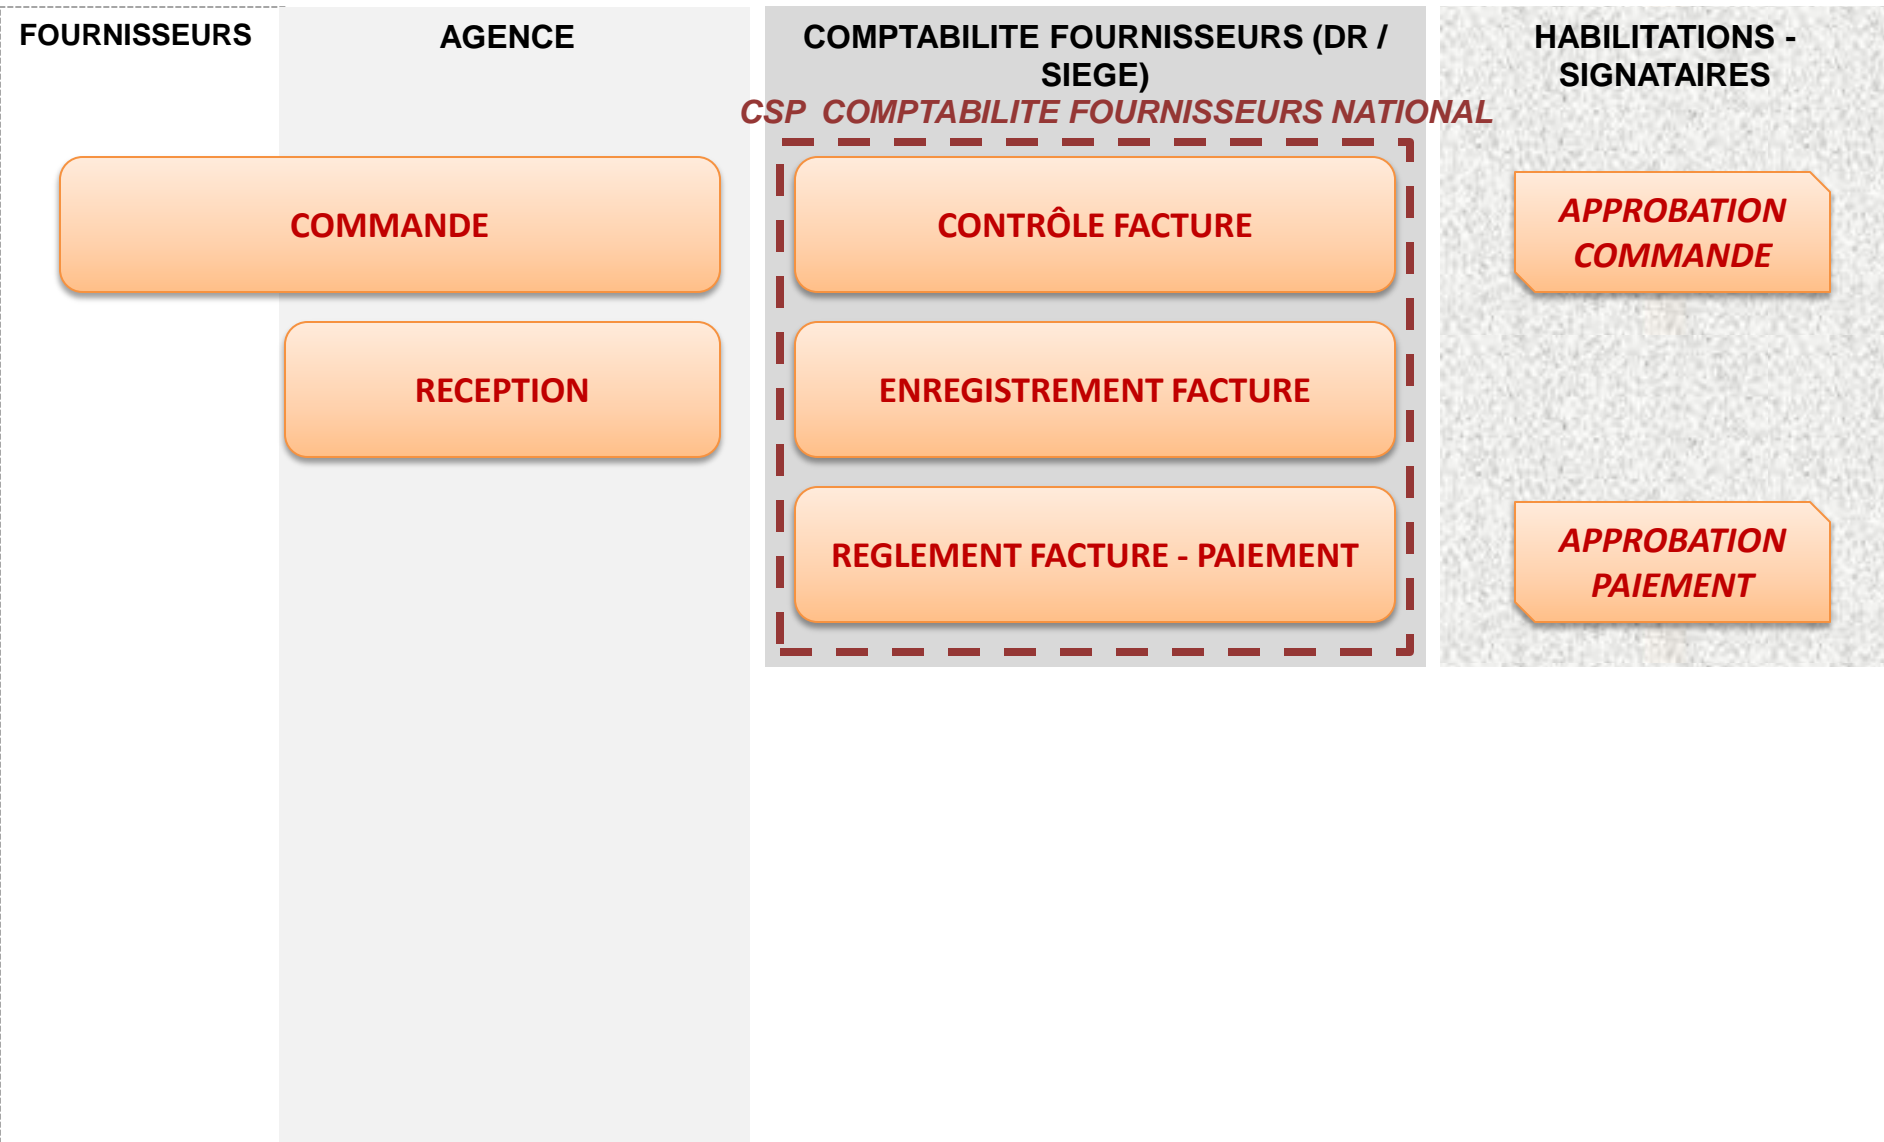 FOURNISSEURS
AGENCE
COMPTABILITE FOURNISSEURS (DR /
SIEGE)
CSP  COMPTABILITE FOURNISSEURS NATIONAL
HABILITATIONS -
SIGNATAIRES
COMMANDE
CONTRÔLE FACTURE
APPROBATION
COMMANDE
RECEPTION
ENREGISTREMENT FACTURE
REGLEMENT FACTURE - PAIEMENT
APPROBATION
PAIEMENT